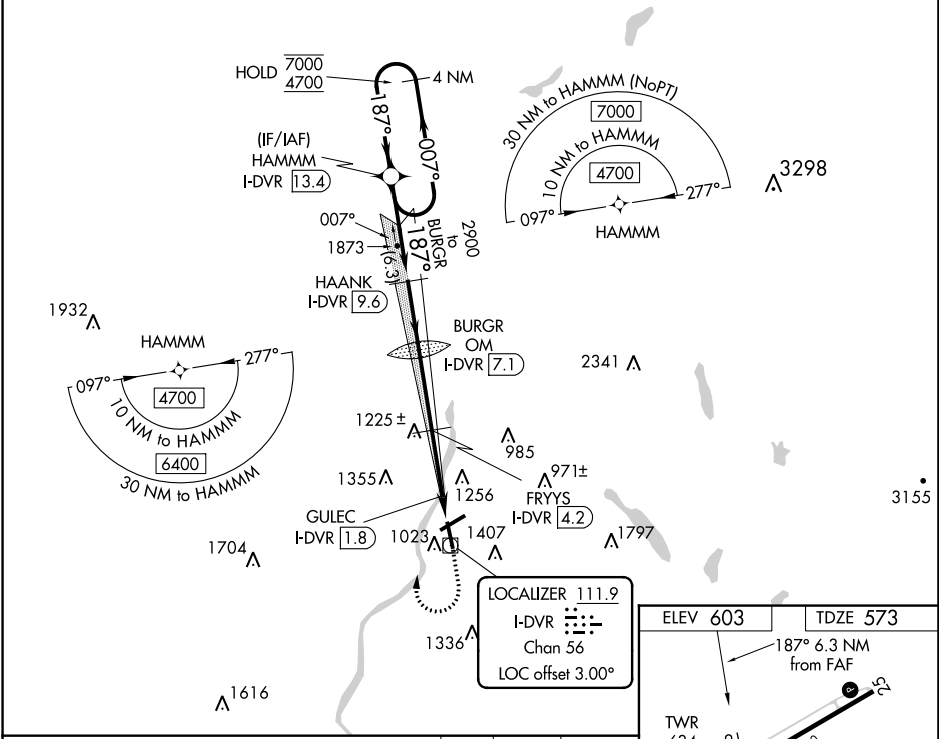 HOLD 7000
4700
4 NM
187°
007°
(IF/IAF)
HAMMM
I-DVR 13.4
30 NM to HAMMM (NoPT)
7000
10 NM to HAMMM
4700
097°
277°
HAMMM
3298
007°
1873
(6.3)
187°
2900
to
BURGR
HAANK
I-DVR 9.6
1932
HAMMM
097°
277°
4700
10 NM to HAMMM
6400
30 NM to HAMMM
BURGR
OM
I-DVR 7.1
2341
1225±
985
971±
1355
1256
FRYYS
I-DVR 4.2
3155
GULEC
I-DVR 1.8
1023
1407
1797
1704
LOCALIZER 111.9
I-DVR
Chan 56
LOC offset 3.00°
1336
1616
ELEV 603
TDZE 573
187° 6.3 NM
from FAF
P
25
TWR